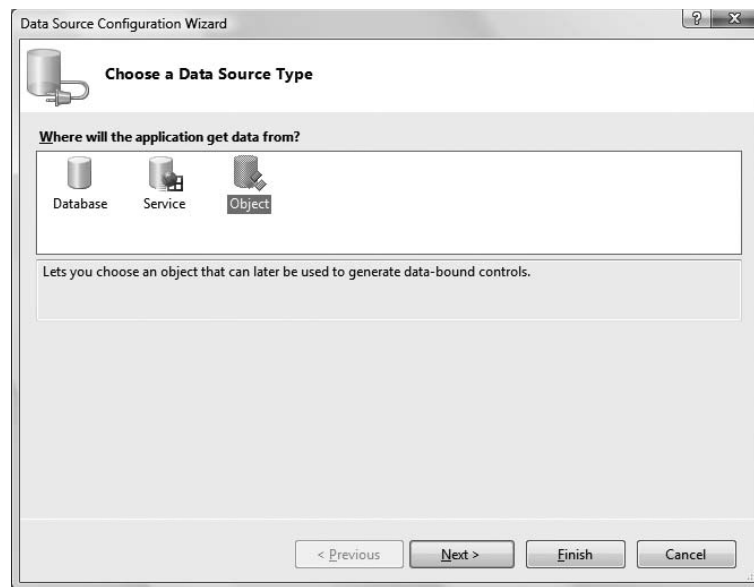 Data Source Configuration Wizard
Choose a Data Source Type
Where will the application get data from?
Database Service Object
Lets you choose an object that can later be used to generate data-bound controls.
< Previous Next > Finish Cancel